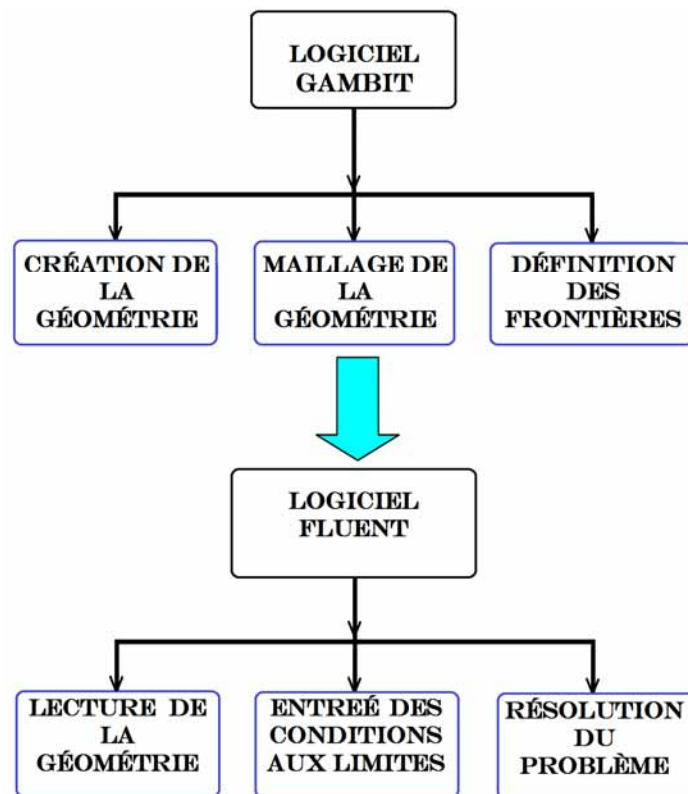 LOGICIEL
GAMBIT
CRÉATION DE
LA
GÉOMÉTRIE
MAILLAGE DE
LA
GÉOMÉTRIE
DÉFINITION
DES
FRONTIÈRES
LOGICIEL
FLUENT
LECTURE DE
LA
GÉOMÉTRIE
ENTREÉ DES
CONDITIONS
AUX LIMITES
RÉSOLUTION
DU
PROBLÈME